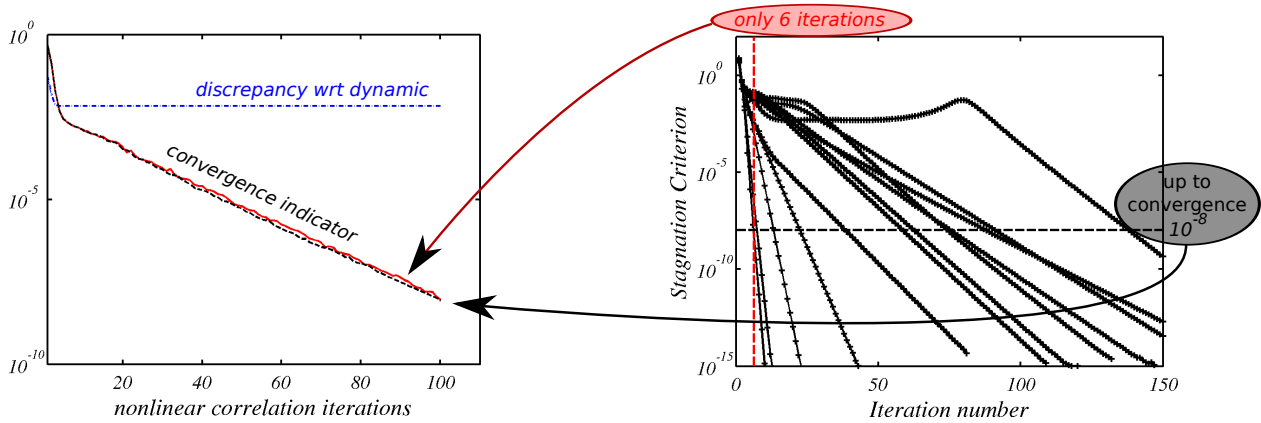 only 6 iterations
10^0
discrepancy wrt dynamic
convergence indicator
10^-5
10^-10
20 40 60 80 100
nonlinear correlation iterations
10^0
10^-5
10^-10
10^-15
Stagnation Criterion
0 50 100 150
Iteration number
up to
convergence
10^-8